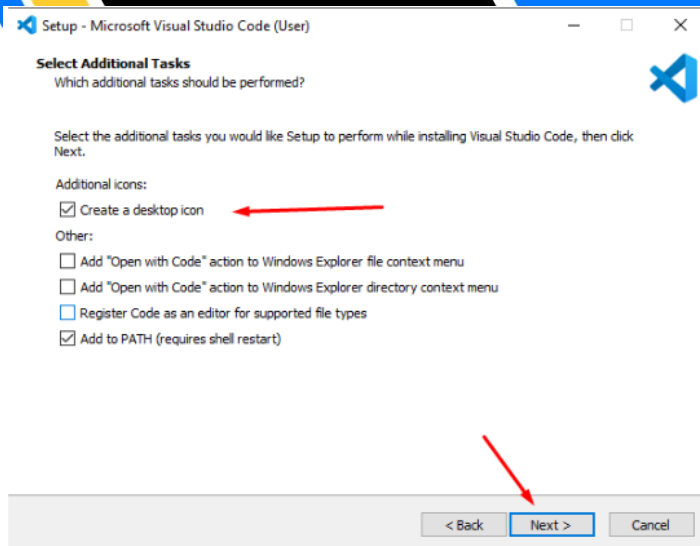 Setup - Microsoft Visual Studio Code (User)
Select Additional Tasks
Which additional tasks should be performed?
Select the additional tasks you would like Setup to perform while installing Visual Studio Code, then click
Next.
Additional icons:
Create a desktop icon
Other:
Add "Open with Code" action to Windows Explorer file context menu
Add "Open with Code" action to Windows Explorer directory context menu
Register Code as an editor for supported file types
Add to PATH (requires shell restart)
< Back Next > Cancel